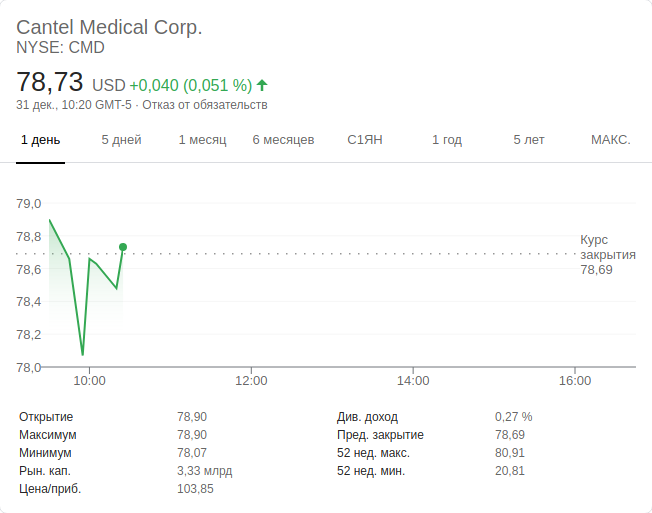 Cantel Medical Corp.
NYSE: CMD
78,73 USD +0,040 (0,051 %)
31 дек., 10:20 GMT-5 · Отказ от обязательств
1 день 5 дней 1 месяц 6 месяцев С1ЯН 1 год 5 лет МАКС.
79,0
78,8
Курс
закрытия
78,69
78,6
78,4
78,2
78,0
10:00 12:00 14:00 16:00
Открытие 78,90 Див. доход 0,27 %
Максимум 78,90 Пред. закрытие 78,69
Минимум 78,07 52 нед. макс. 80,91
Рын. кап. 3,33 млрд 52 нед. мин. 20,81
Цена/приб. 103,85